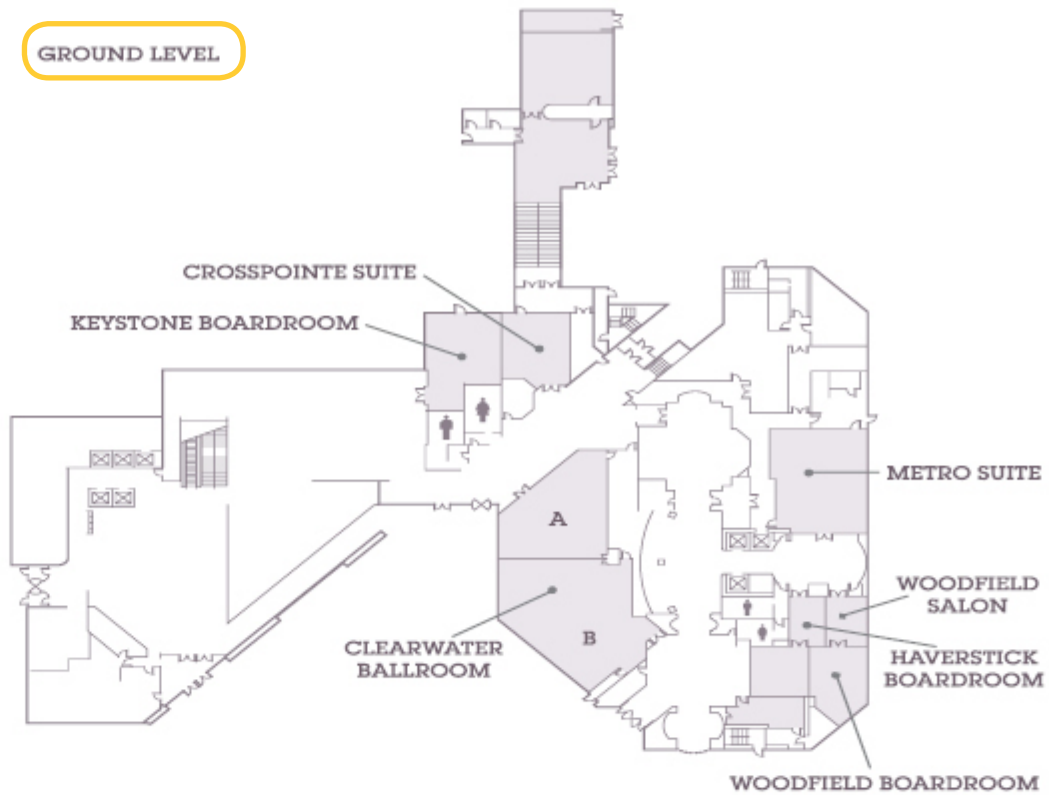 GROUND LEVEL
CROSSPOINTE SUITE
KEYSTONE BOARDROOM
METRO SUITE
A
WOODFIELD
SALON
B
CLEARWATER
BALLROOM
HAVERSTICK
BOARDROOM
WOODFIELD BOARDROOM